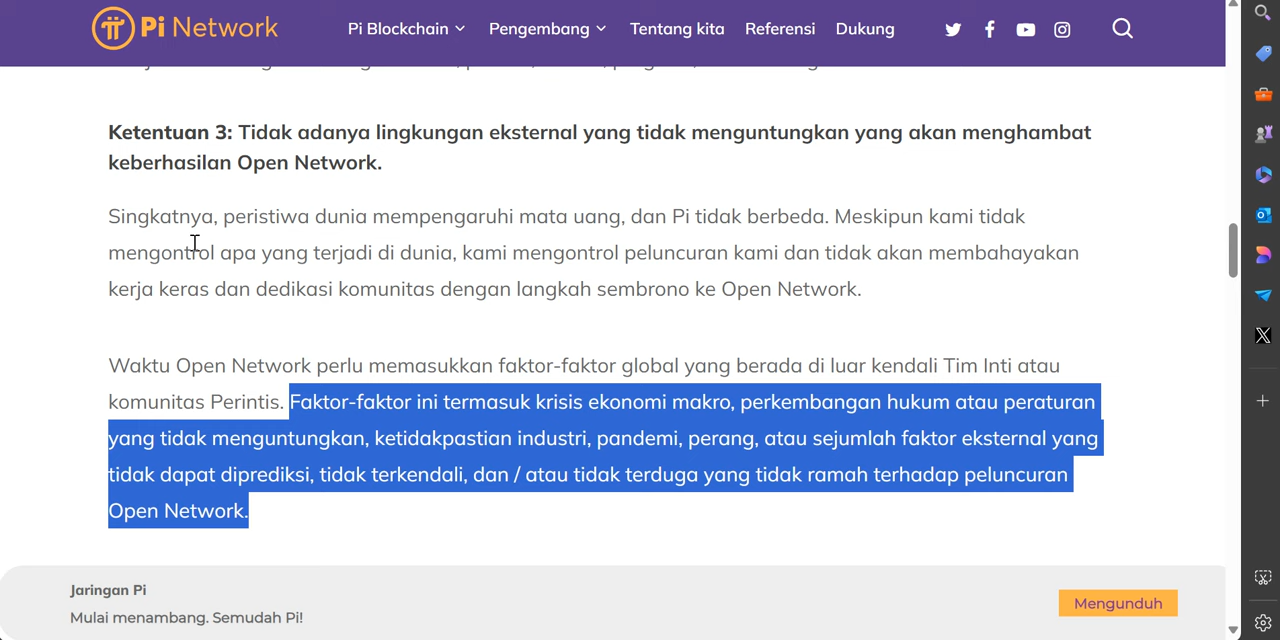 Pi Network
Pi Blockchain
Pengembang
Tentang kita
Referensi
Dukung
Ketentuan 3: Tidak adanya lingkungan eksternal yang tidak menguntungkan yang akan menghambat
keberhasilan Open Network.
Singkatnya, peristiwa dunia mempengaruhi mata uang, dan Pi tidak berbeda. Meskipun kami tidak
mengontrol apa yang terjadi di dunia, kami mengontrol peluncuran kami dan tidak akan membahayakan
kerja keras dan dedikasi komunitas dengan langkah sembrono ke Open Network.
Waktu Open Network perlu memasukkan faktor-faktor global yang berada di luar kendali Tim Inti atau
komunitas Perintis. Faktor-faktor ini termasuk krisis ekonomi makro, perkembangan hukum atau peraturan
yang tidak menguntungkan, ketidakpastian industri, pandemi, perang, atau sejumlah faktor eksternal yang
tidak dapat diprediksi, tidak terkendali, dan / atau tidak terduga yang tidak ramah terhadap peluncuran
Open Network.
Jaringan Pi
Mulai menambang. Semudah Pi!
Mengunduh